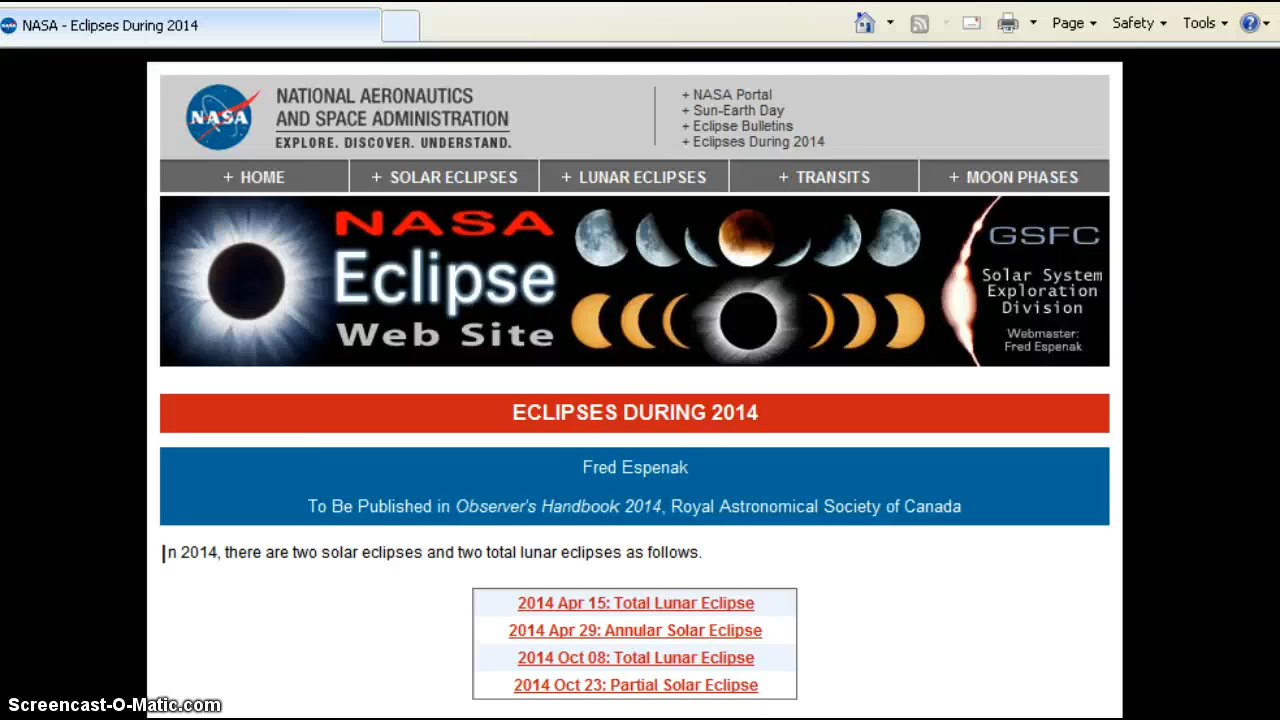 NASA - Eclipses During 2014
Page
Safety
Tools
NASA
NATIONAL AERONAUTICS
AND SPACE ADMINISTRATION
EXPLORE. DISCOVER. UNDERSTAND.
+ NASA Portal
+ Sun-Earth Day
+ Eclipse Bulletins
+ Eclipses During 2014
+ HOME
+ SOLAR ECLIPSES
+ LUNAR ECLIPSES
+ TRANSITS
+ MOON PHASES
NASA
Eclipse
Web Site
GSFC
Solar System
Exploration
Division
Webmaster:
Fred Espenak
ECLIPSES DURING 2014
Fred Espenak
To Be Published in Observer's Handbook 2014, Royal Astronomical Society of Canada
In 2014, there are two solar eclipses and two total lunar eclipses as follows.
2014 Apr 15: Total Lunar Eclipse
2014 Apr 29: Annular Solar Eclipse
2014 Oct 08: Total Lunar Eclipse
2014 Oct 23: Partial Solar Eclipse
Screencast-O-Matic.com